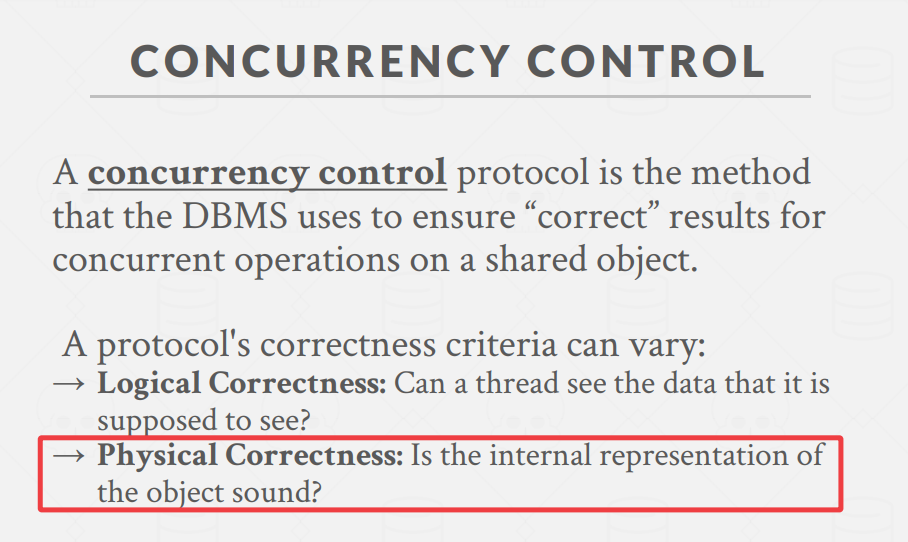 CONCURRENCY CONTROL
A concurrency control protocol is the method
that the DBMS uses to ensure “correct” results for
concurrent operations on a shared object.
A protocol's correctness criteria can vary:
→ Logical Correctness: Can a thread see the data that it is
supposed to see?
→ Physical Correctness: Is the internal representation of
the object sound?